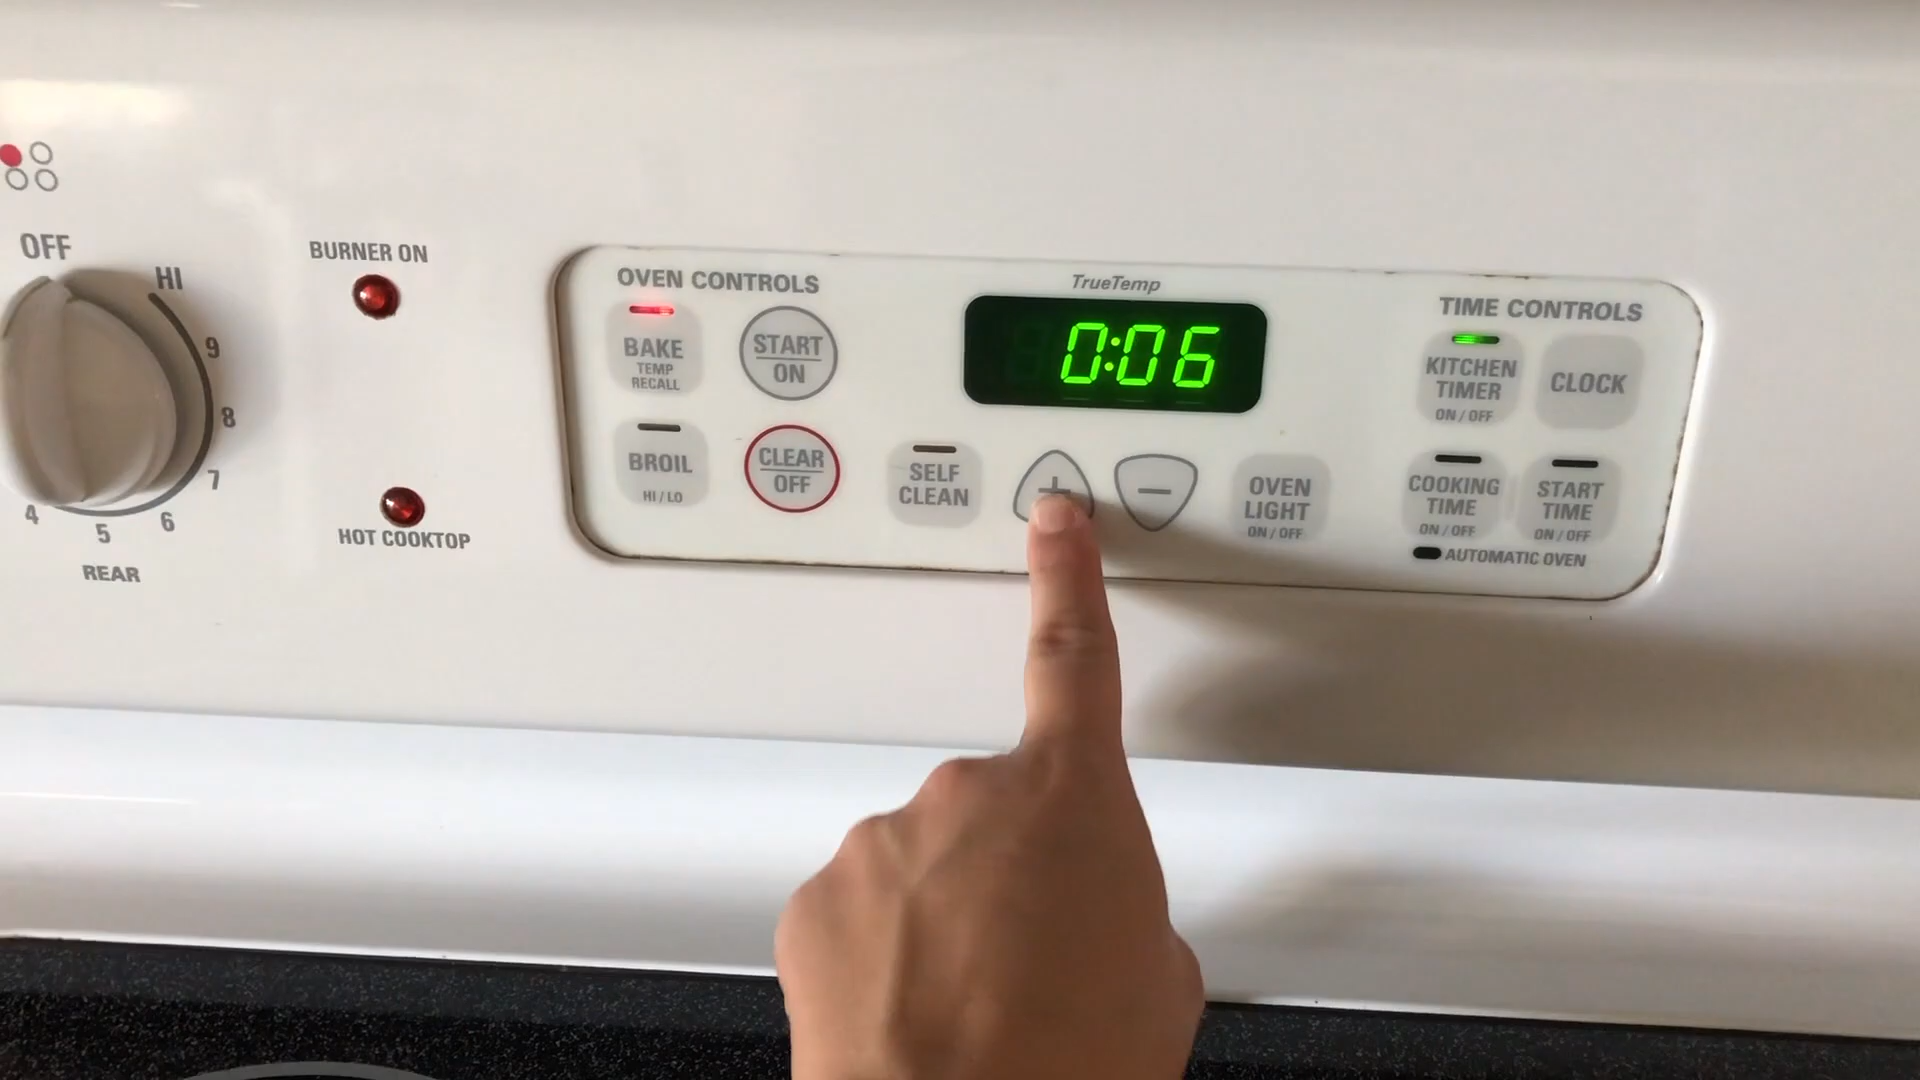 OFF
HI
9
8
7
6
5
4
REAR
BURNER ON
HOT COOKTOP
OVEN CONTROLS
BAKE
TEMP
RECALL
START
ON
BROIL
HI / LO
CLEAR
OFF
SELF
CLEAN
TrueTemp
0:06
+
−
OVEN
LIGHT
ON / OFF
TIME CONTROLS
KITCHEN
TIMER
ON / OFF
CLOCK
COOKING
TIME
ON / OFF
START
TIME
ON / OFF
AUTOMATIC OVEN